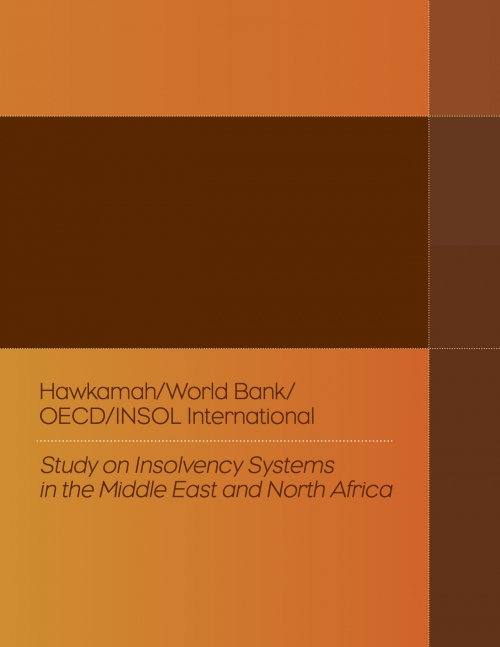 Hawkamah/World Bank/
OECD/INSOL International
Study on Insolvency Systems
in the Middle East and North Africa